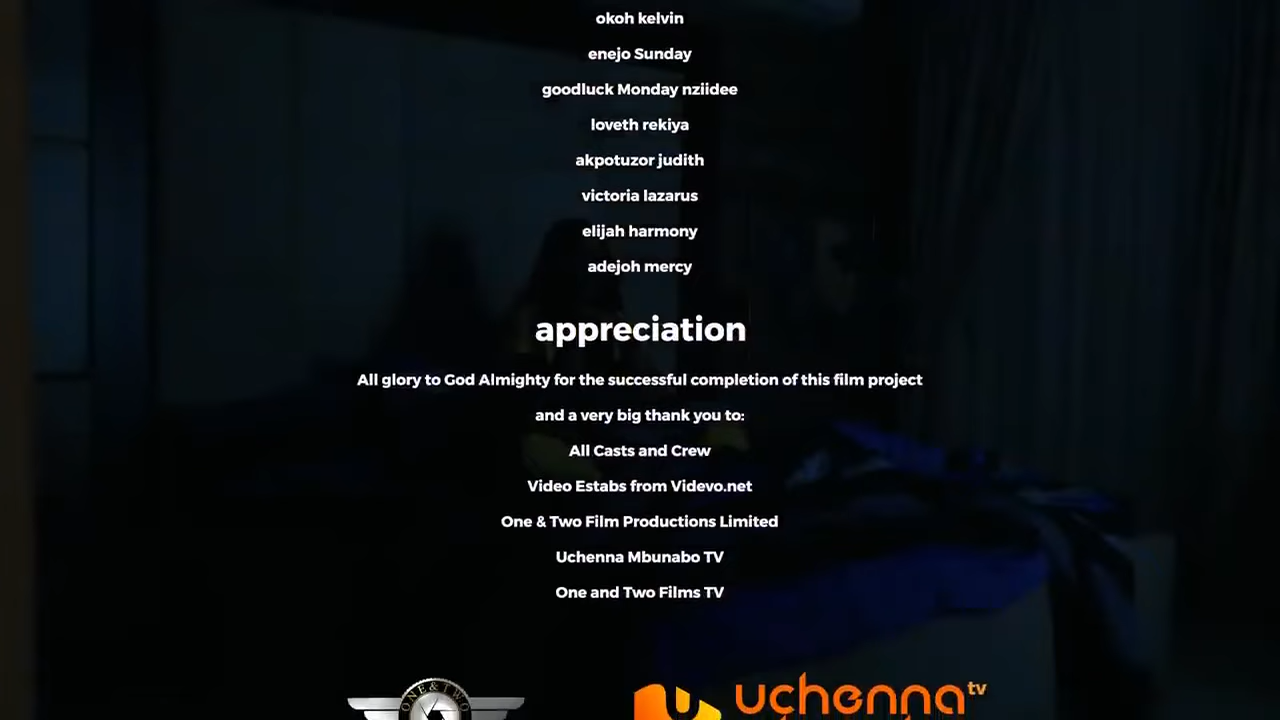 okoh kelvin
enejo Sunday
goodluck Monday nziidee
loveth rekiya
akpotuzor judith
victoria lazarus
elijah harmony
adejoh mercy
appreciation
All glory to God Almighty for the successful completion of this film project
and a very big thank you to:
All Casts and Crew
Video Estabs from Videvo.net
One & Two Film Productions Limited
Uchenna Mbunabo TV
One and Two Films TV
ONE & TWO
uchenna tv